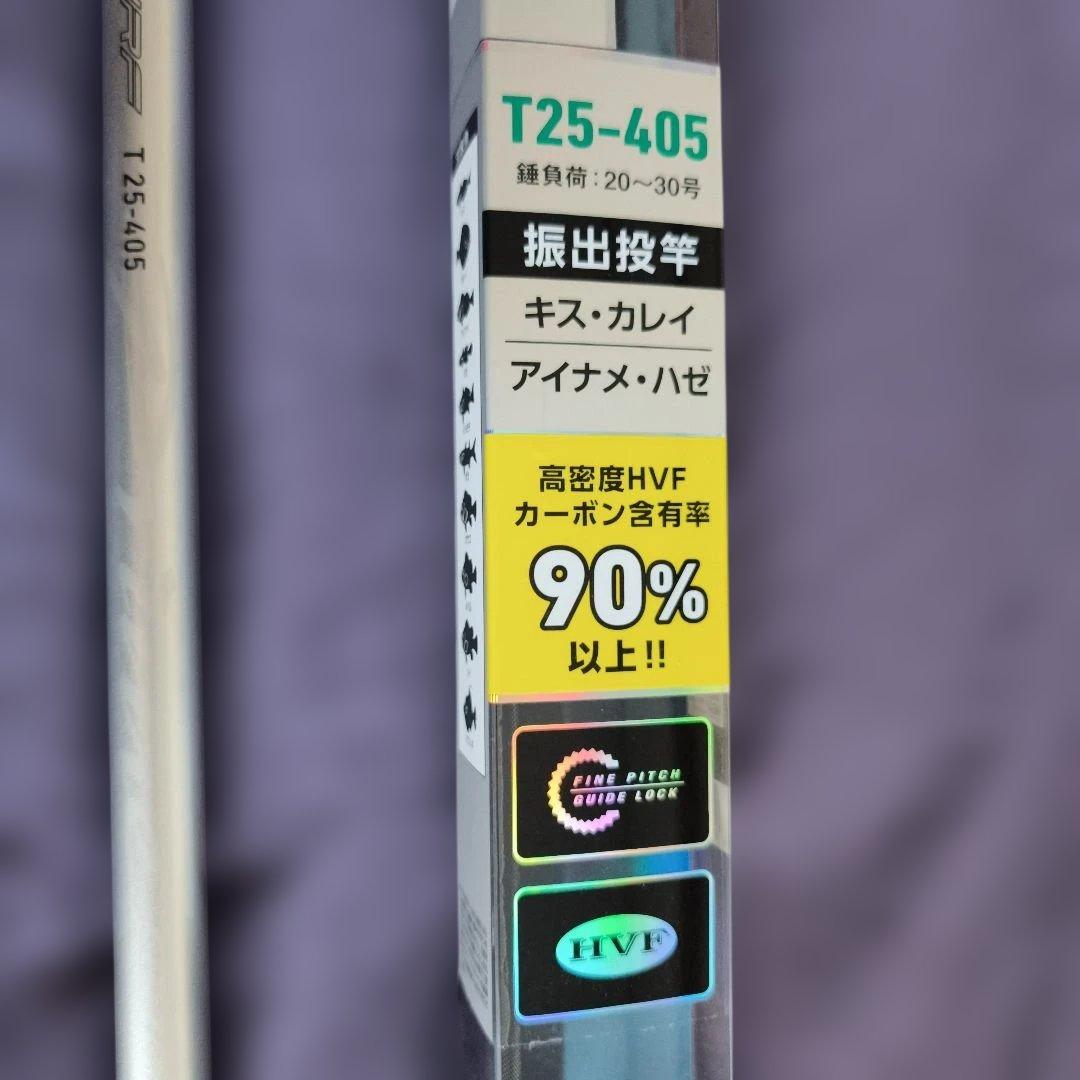 T 25-405
T25-405
錘負荷:20～30号
振出投竿
キス・カレイ
アイナメ・ハゼ
高密度HVF
カーボン含有率
90%
以上!!
FINE PITCH
GUIDE LOCK
HVF